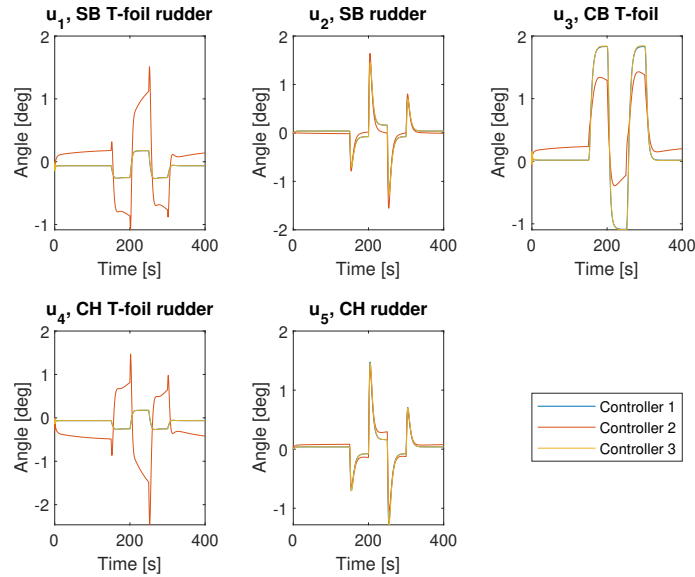 u1, SB T-foil rudder
2
1
0
-1
0
200
400
Angle [deg]
Time [s]
u2, SB rudder
2
1
0
-1
-2
0
200
400
Angle [deg]
Time [s]
u3, CB T-foil
2
1
0
-1
0
200
400
Angle [deg]
Time [s]
u4, CH T-foil rudder
2
1
0
-1
-2
0
200
400
Angle [deg]
Time [s]
u5, CH rudder
2
1
0
-1
0
200
400
Angle [deg]
Time [s]
Controller 1
Controller 2
Controller 3